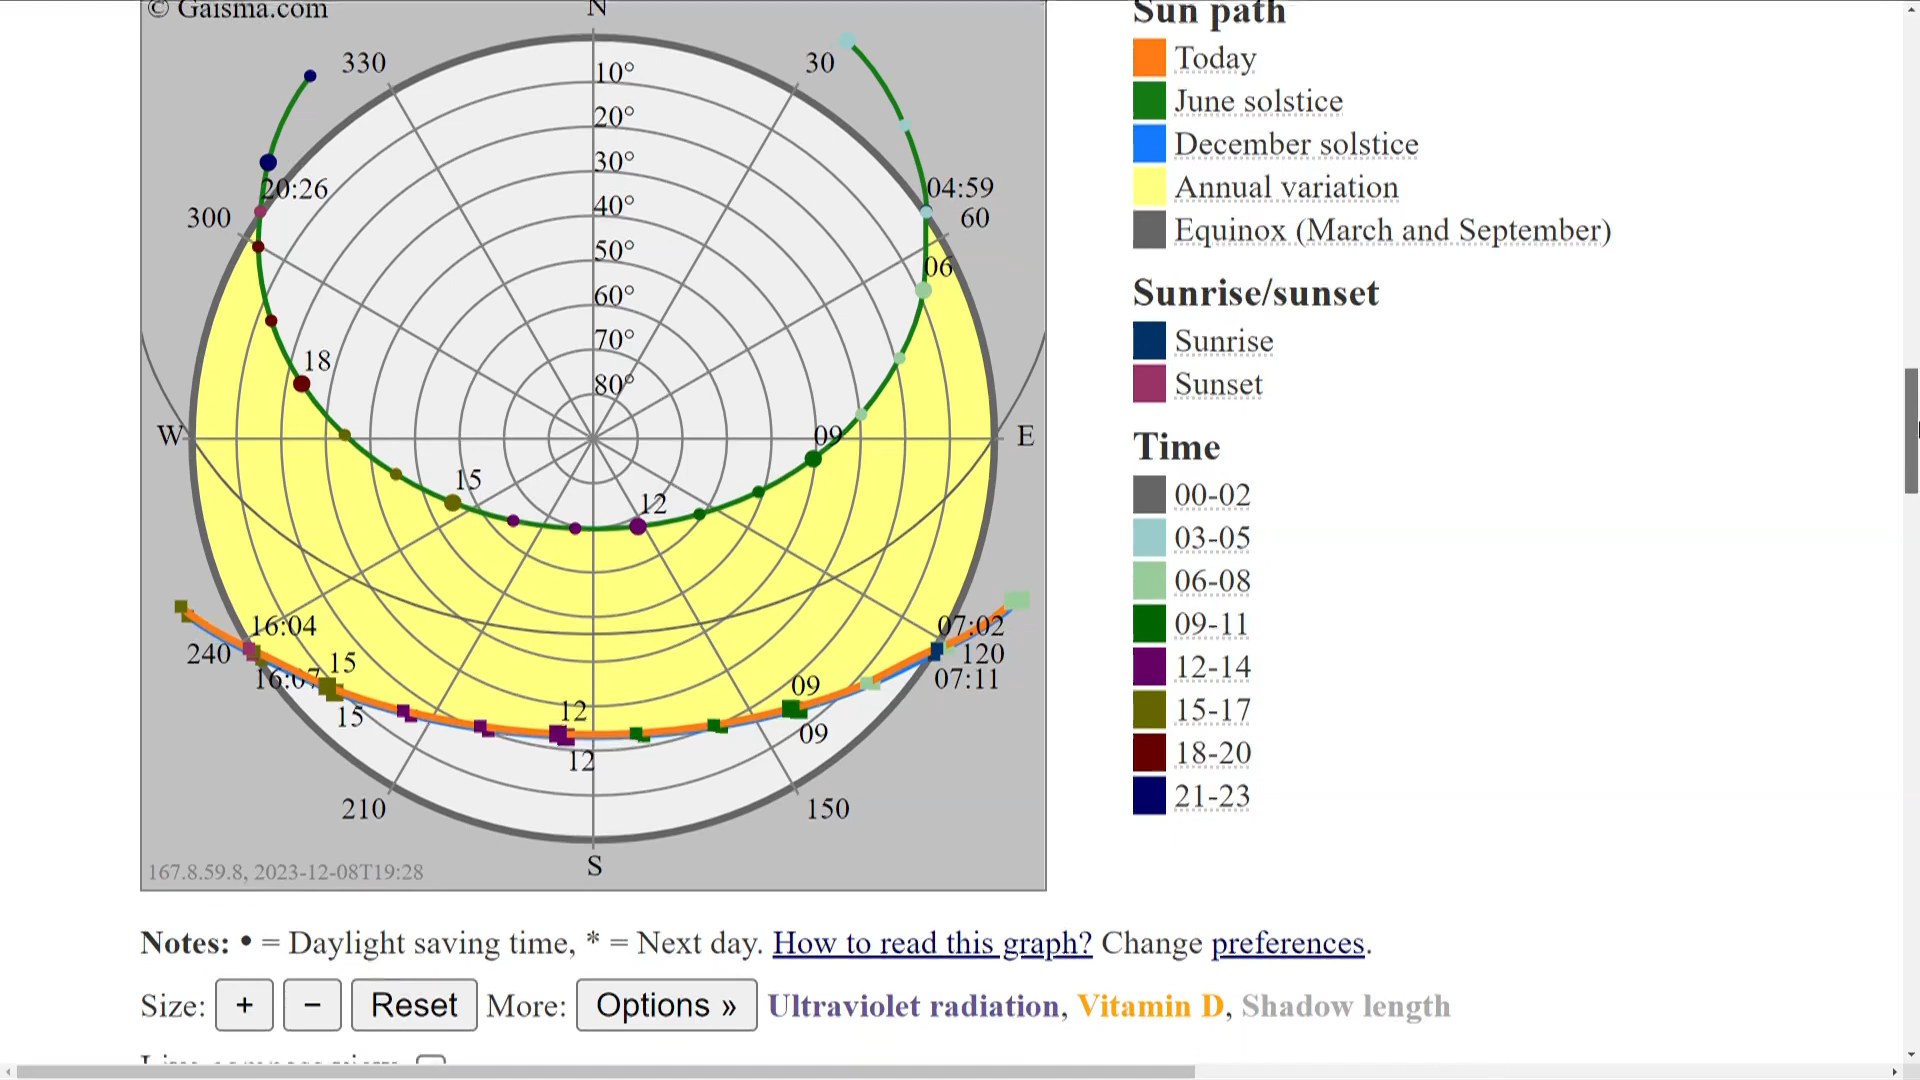 © Gaisma.com
N
330
30
10°
20°
30°
40°
50°
60°
70°
80°
20:26
04:59
300
60
06
18
W
09
E
15
12
16:04
07:02
240
15
120
16:07
07:11
15
12
09
12
09
210
150
S
167.8.59.8, 2023-12-08T19:28
Sun path
Today
June solstice
December solstice
Annual variation
Equinox (March and September)
Sunrise/sunset
Sunrise
Sunset
Time
00-02
03-05
06-08
09-11
12-14
15-17
18-20
21-23
Notes: • = Daylight saving time, * = Next day. How to read this graph? Change preferences.
Size: + − Reset More: Options » Ultraviolet radiation, Vitamin D, Shadow length